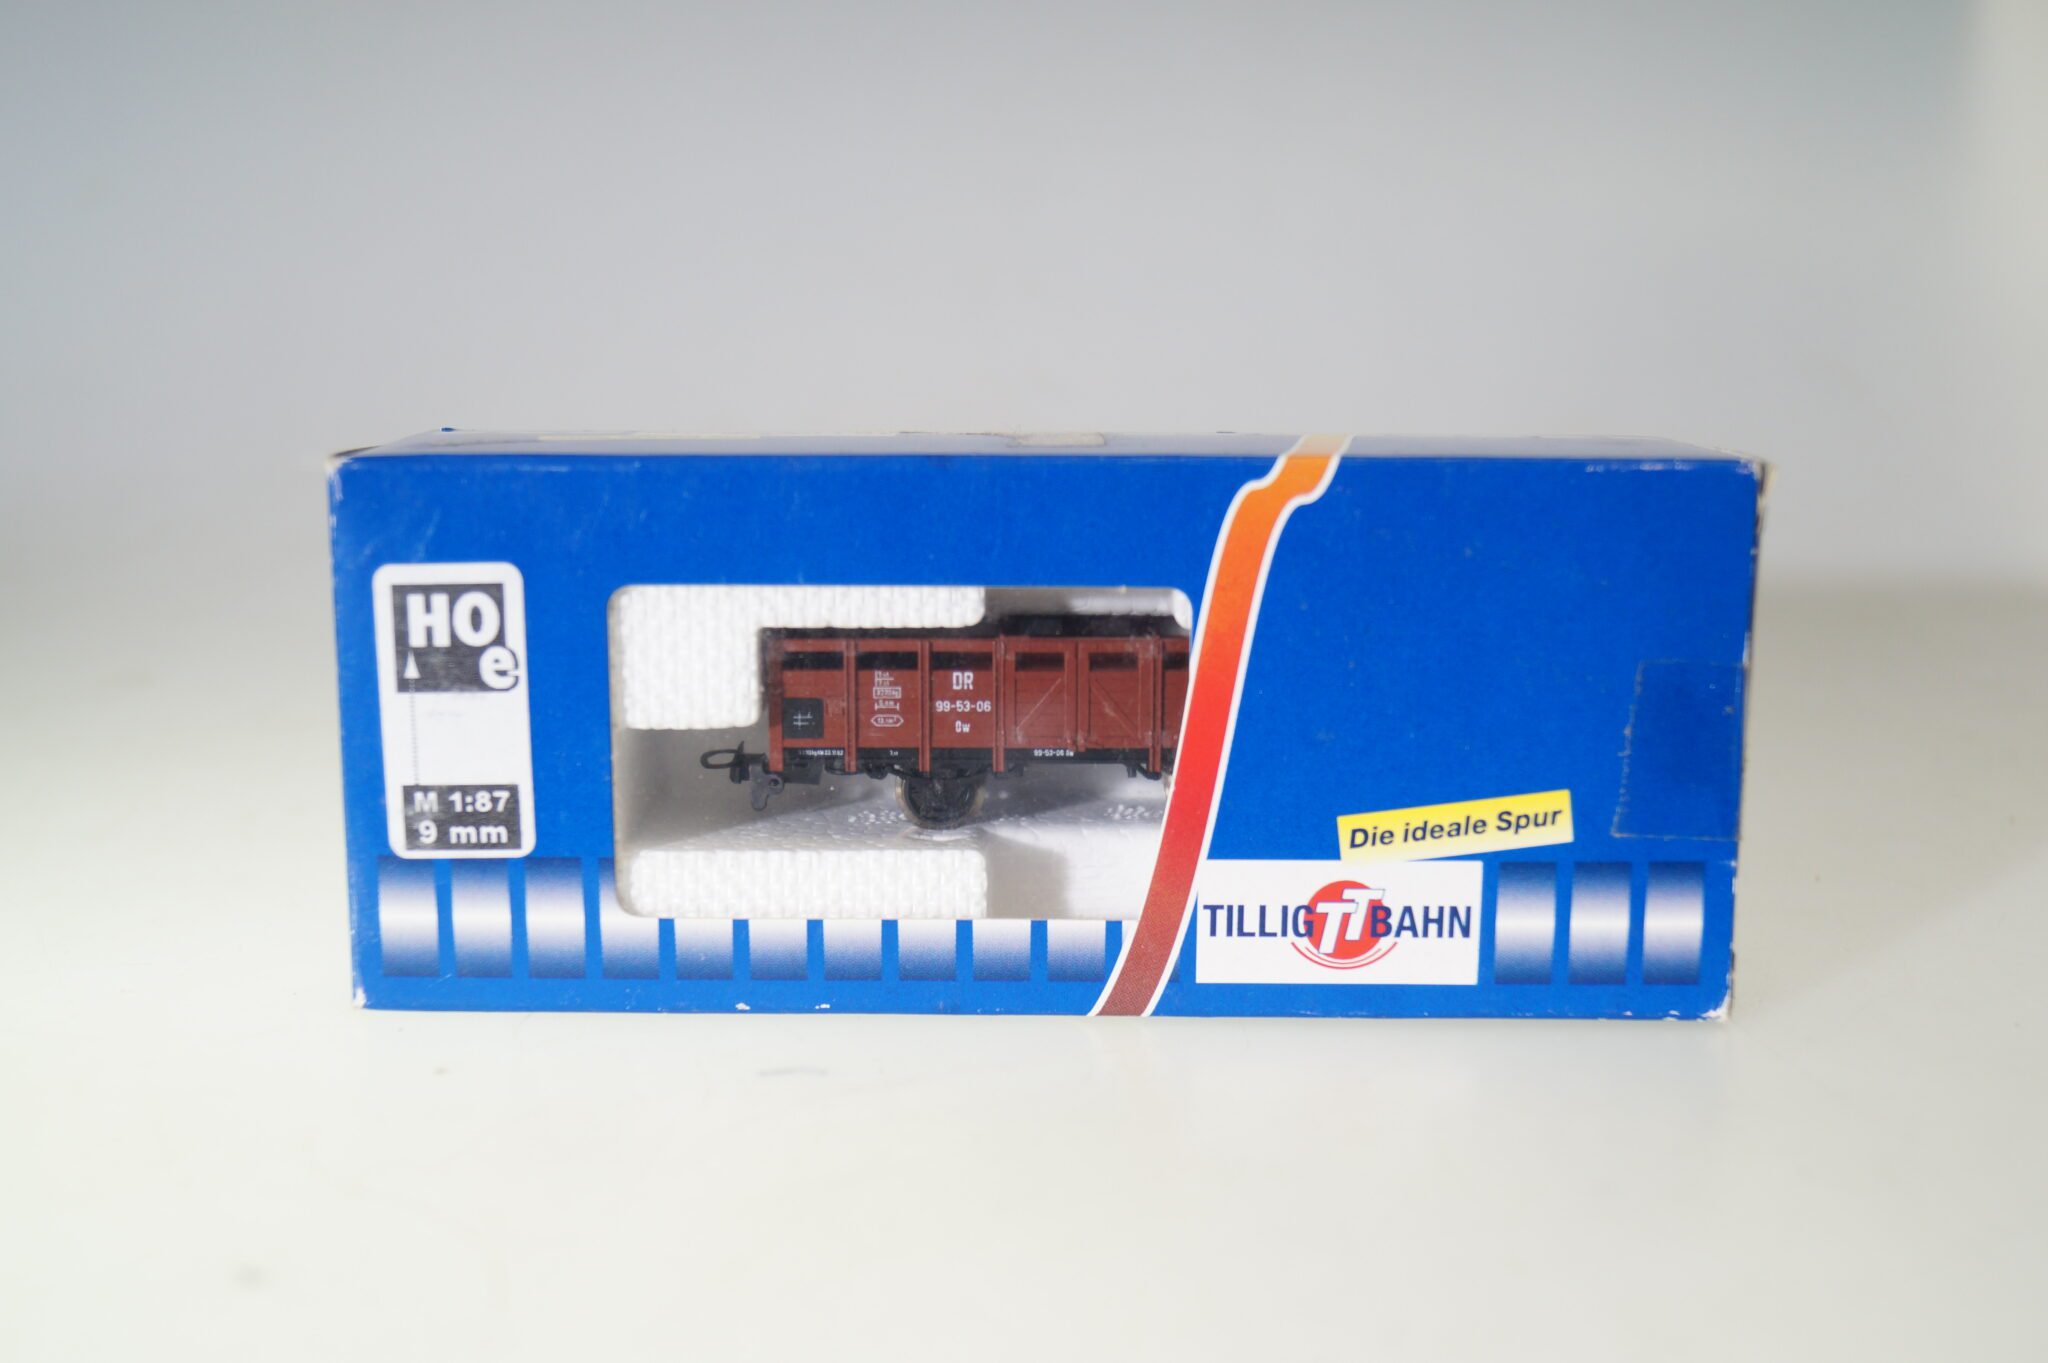 HOe
M 1:87
9 mm
DR
99-53-06
Ow
99-53-06 Ow
Die ideale Spur
TILLIG TT BAHN